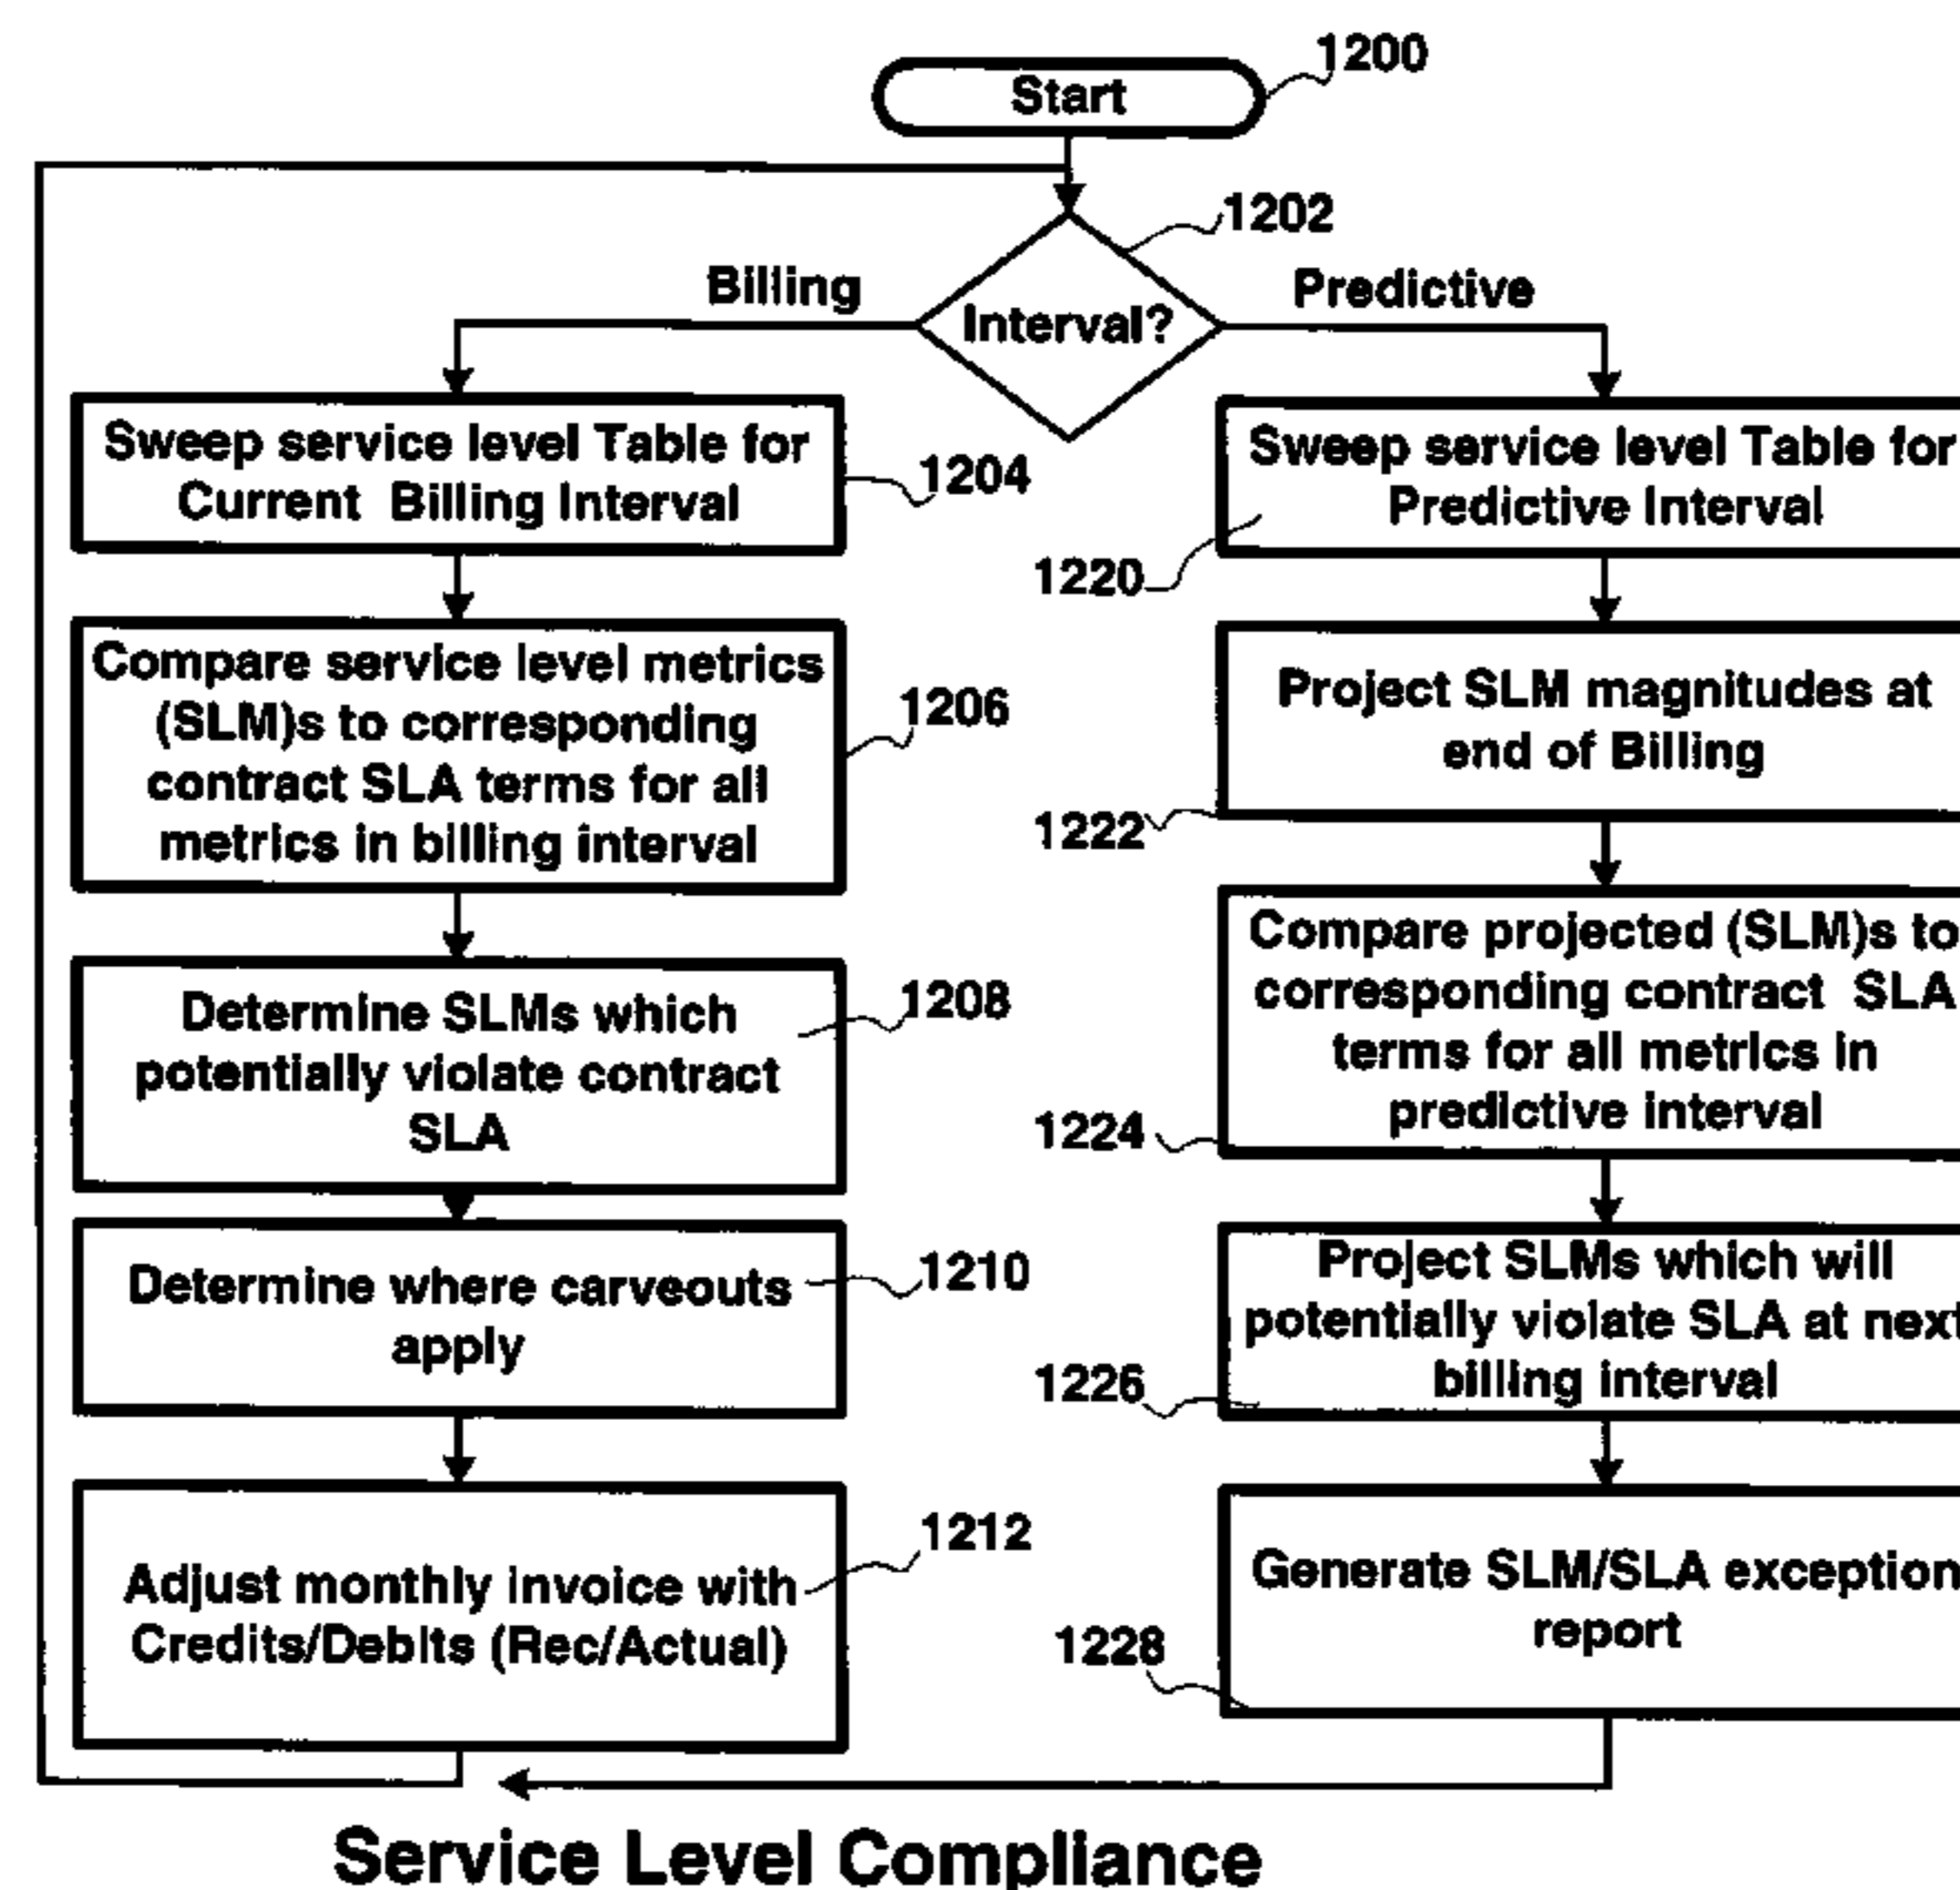 Start
1200
1202
Billing
Predictive
Interval?
Sweep service level Table for
Current Billing Interval
1204
Compare service level metrics
(SLM)s to corresponding
contract SLA terms for all
metrics in billing interval
1206
Determine SLMs which
potentially violate contract
SLA
1208
Determine where carveouts
apply
1210
Adjust monthly invoice with
Credits/Debits (Rec/Actual)
1212
Sweep service level Table for
Predictive Interval
1220
Project SLM magnitudes at
end of Billing
1222
Compare projected (SLM)s to
corresponding contract SLA
terms for all metrics in
predictive interval
1224
Project SLMs which will
potentially violate SLA at next
billing interval
1226
Generate SLM/SLA exception
report
1228
Service Level Compliance